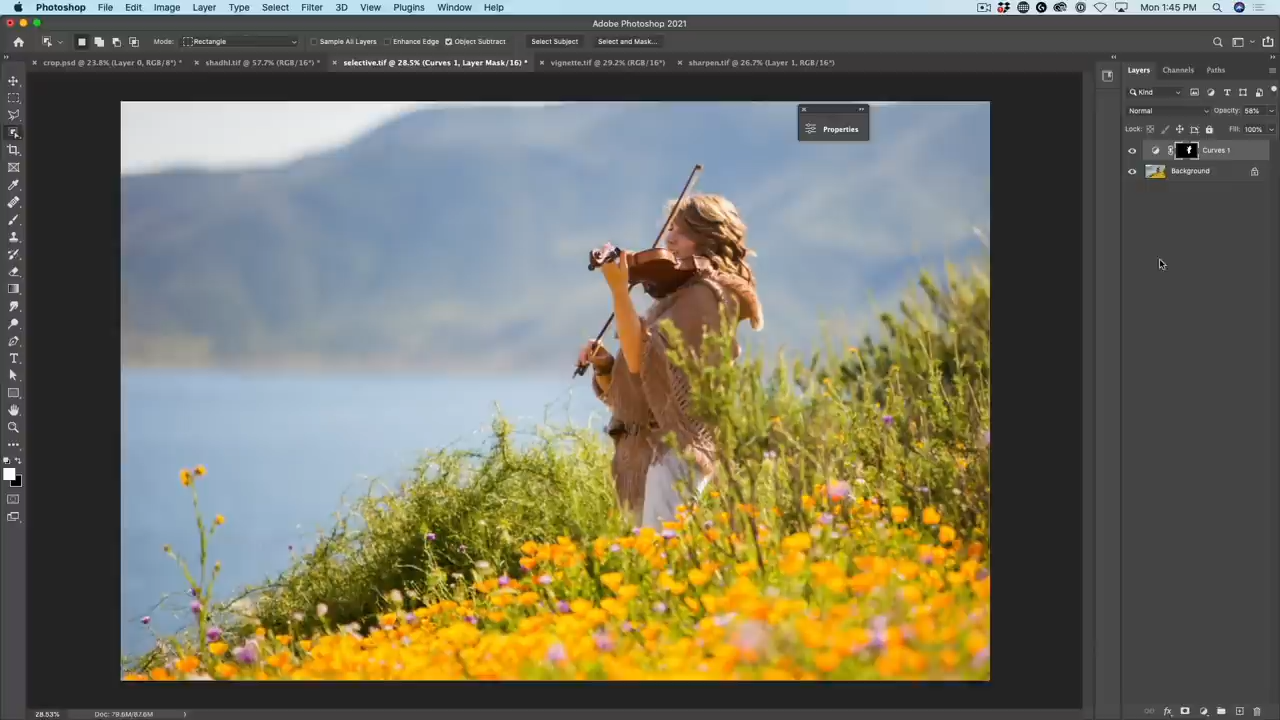 Photoshop File Edit Image Layer Type Select Filter 3D View Plugins Window Help Mon 1:45 PM
Adobe Photoshop 2021
Mode: Rectangle Sample All Layers Enhance Edge Object Subtract Select Subject Select and Mask...
× crop.psd @ 23.8% (Layer 0, RGB/8*) * × shadhl.tif @ 57.7% (RGB/16*) * × selective.tif @ 28.5% (Curves 1, Layer Mask/16) * × vignette.tif @ 29.2% (RGB/16*) × sharpen.tif @ 26.7% (Layer 1, RGB/16*)
Layers Channels Paths
Kind
Normal Opacity: 58%
Lock: Fill: 100%
Properties
Curves 1
Background
28.53% Doc: 79.6M/87.6M